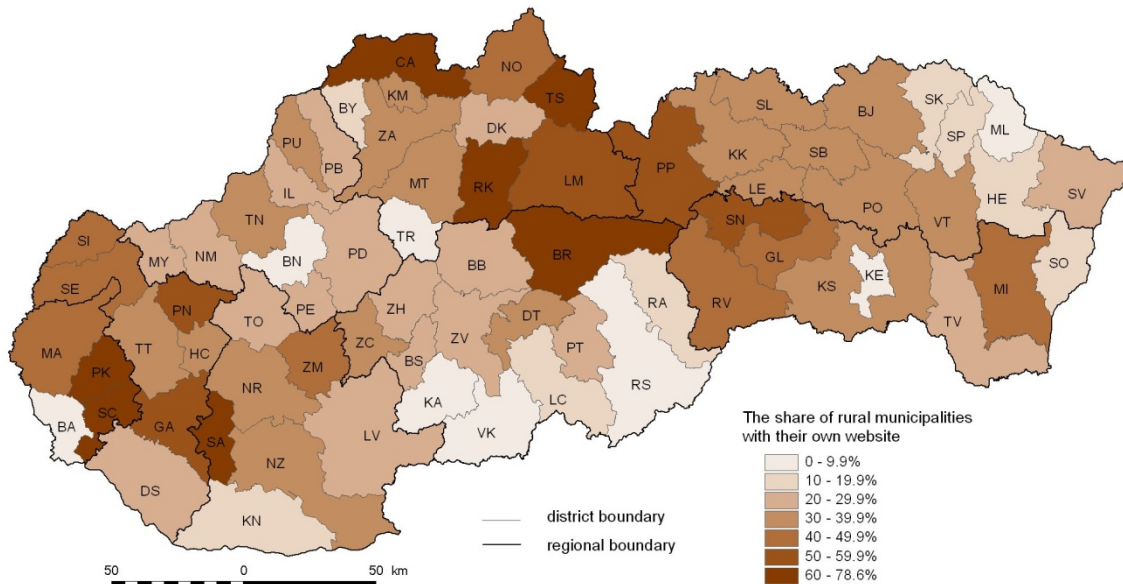 CA
NO
TS
BY
KM
DK
SL
BJ
SK
SP
ML
PU
PB
ZA
KK
SB
IL
MT
RK
LM
PP
LE
PO
VT
HE
SV
TN
SI
MY
NM
BN
PD
TR
BB
BR
SN
GL
KE
SO
SE
PN
TO
PE
ZH
RA
RV
KS
MI
MA
TT
HC
ZM
ZC
DT
TV
PK
NR
BS
ZV
PT
SC
GA
SA
KA
LC
RS
BA
LV
VK
NZ
DS
KN
The share of rural municipalities
with their own website
0 - 9.9%
10 - 19.9%
20 - 29.9%
30 - 39.9%
40 - 49.9%
50 - 59.9%
60 - 78.6%
district boundary
regional boundary
50 0 50 km